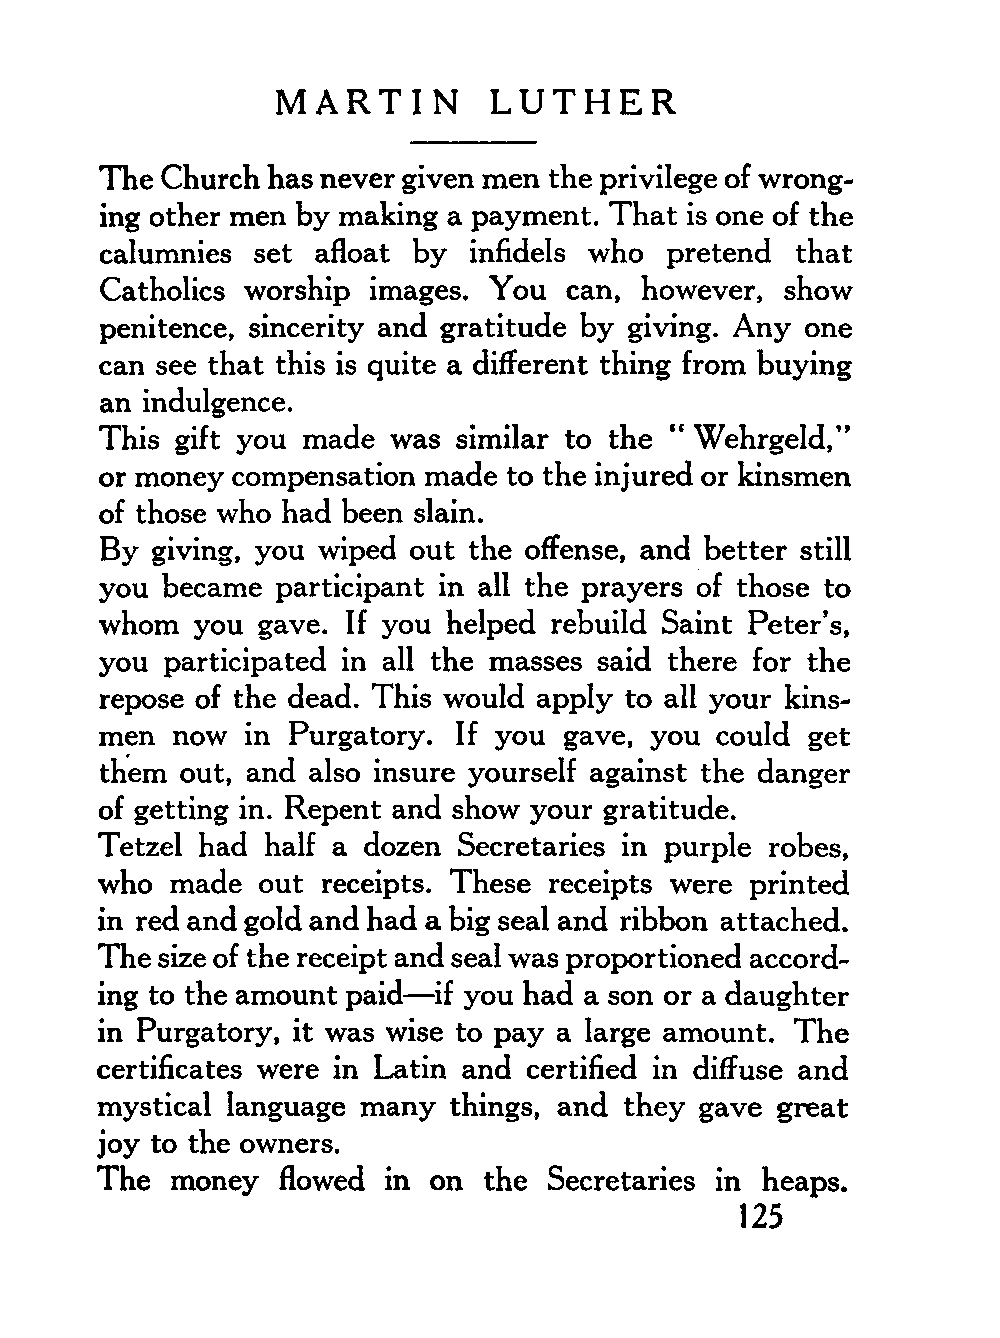 MARTIN LUTHER
The Church has never given men the privilege of wrong-
ing other men by making a payment. That is one of the
calumnies set afloat by infidels who pretend that
Catholics worship images. You can, however, show
penitence, sincerity and gratitude by giving. Any one
can see that this is quite a different thing from buying
an indulgence.
This gift you made was similar to the " Wehrgeld,"
or money compensation made to the injured or kinsmen
of those who had been slain.
By giving, you wiped out the offense, and better still
you became participant in all the prayers of those to
whom you gave. If you helped rebuild Saint Peter's,
you participated in all the masses said there for the
repose of the dead. This would apply to all your kins-
men now in Purgatory. If you gave, you could get
them out, and also insure yourself against the danger
of getting in. Repent and show your gratitude.
Tetzel had half a dozen Secretaries in purple robes,
who made out receipts. These receipts were printed
in red and gold and had a big seal and ribbon attached.
The size of the receipt and seal was proportioned accord-
ing to the amount paid—if you had a son or a daughter
in Purgatory, it was wise to pay a large amount. The
certificates were in Latin and certified in diffuse and
mystical language many things, and they gave great
joy to the owners.
The money flowed in on the Secretaries in heaps.
125